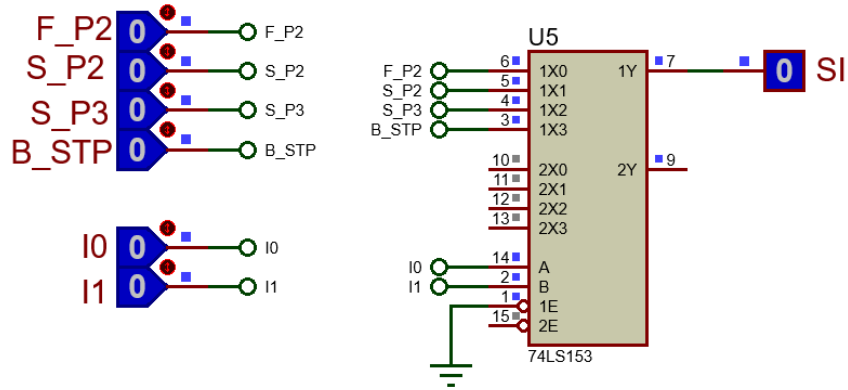 F_P2 0 F_P2
S_P2 0 S_P2
S_P3 0 S_P3
B_STP 0 B_STP
I0 0 I0
I1 0 I1
U5
F_P2 6 1X0 1Y 7 0 SI
S_P2 5 1X1
S_P3 4 1X2
B_STP 3 1X3
10 2X0 2Y 9
11 2X1
12 2X2
13 2X3
I0 14 A
I1 2 B
1 1E
15 2E
74LS153